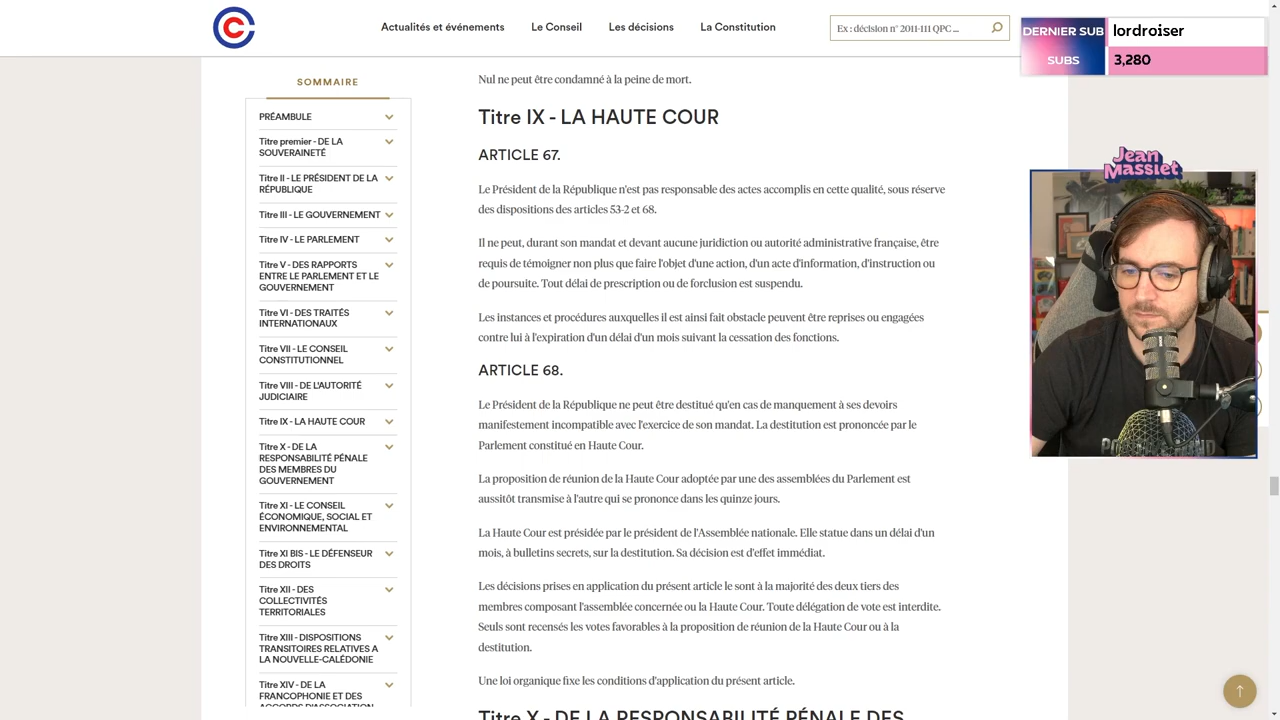 Actualités et événements
Le Conseil
Les décisions
La Constitution
Ex : décision n° 2011-111 QPC ...
DERNIER SUB
lordroiser
SUBS
3,280
SOMMAIRE
PRÉAMBULE
Titre premier - DE LA
SOUVERAINETÉ
Titre II - LE PRÉSIDENT DE LA
RÉPUBLIQUE
Titre III - LE GOUVERNEMENT
Titre IV - LE PARLEMENT
Titre V - DES RAPPORTS
ENTRE LE PARLEMENT ET LE
GOUVERNEMENT
Titre VI - DES TRAITÉS
INTERNATIONAUX
Titre VII - LE CONSEIL
CONSTITUTIONNEL
Titre VIII - DE L'AUTORITÉ
JUDICIAIRE
Titre IX - LA HAUTE COUR
Titre X - DE LA
RESPONSABILITÉ PÉNALE
DES MEMBRES DU
GOUVERNEMENT
Titre XI - LE CONSEIL
ÉCONOMIQUE, SOCIAL ET
ENVIRONNEMENTAL
Titre XI BIS - LE DÉFENSEUR
DES DROITS
Titre XII - DES
COLLECTIVITÉS
TERRITORIALES
Titre XIII - DISPOSITIONS
TRANSITOIRES RELATIVES A
LA NOUVELLE-CALÉDONIE
Titre XIV - DE LA
FRANCOPHONIE ET DES
ACCORDS D'ASSOCIATION
Nul ne peut être condamné à la peine de mort.
Titre IX - LA HAUTE COUR
ARTICLE 67.
Le Président de la République n'est pas responsable des actes accomplis en cette qualité, sous réserve
des dispositions des articles 53-2 et 68.
Il ne peut, durant son mandat et devant aucune juridiction ou autorité administrative française, être
requis de témoigner non plus que faire l'objet d'une action, d'un acte d'information, d'instruction ou
de poursuite. Tout délai de prescription ou de forclusion est suspendu.
Les instances et procédures auxquelles il est ainsi fait obstacle peuvent être reprises ou engagées
contre lui à l'expiration d'un délai d'un mois suivant la cessation des fonctions.
ARTICLE 68.
Le Président de la République ne peut être destitué qu'en cas de manquement à ses devoirs
manifestement incompatible avec l'exercice de son mandat. La destitution est prononcée par le
Parlement constitué en Haute Cour.
La proposition de réunion de la Haute Cour adoptée par une des assemblées du Parlement est
aussitôt transmise à l'autre qui se prononce dans les quinze jours.
La Haute Cour est présidée par le président de l'Assemblée nationale. Elle statue dans un délai d'un
mois, à bulletins secrets, sur la destitution. Sa décision est d'effet immédiat.
Les décisions prises en application du présent article le sont à la majorité des deux tiers des
membres composant l'assemblée concernée ou la Haute Cour. Toute délégation de vote est interdite.
Seuls sont recensés les votes favorables à la proposition de réunion de la Haute Cour ou à la
destitution.
Une loi organique fixe les conditions d'application du présent article.
Titre X - DE LA RESPONSABILITÉ PÉNALE DES
Jean
Massiet